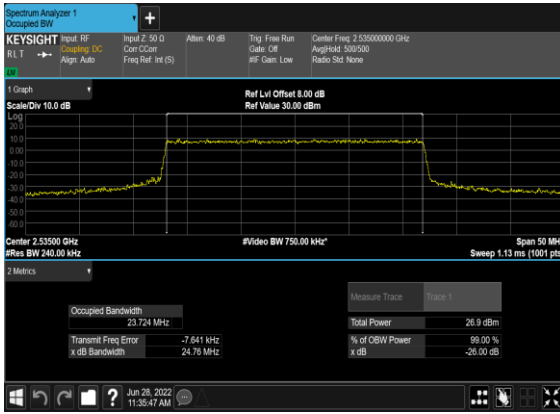 Spectrum Analyzer 1
Occupied BW
KEYSIGHT
R L T
LW
Input: RF
Coupling: DC
Align: Auto
Input Z: 50 Ω
Corr CCorr
Freq Ref: Int (S)
Atten: 40 dB
Trig: Free Run
Gate: Off
#IF Gain: Low
Center Freq: 2.535000000 GHz
Avg|Hold: 500/500
Radio Std: None
1 Graph
Scale/Div 10.0 dB
Ref Lvl Offset 8.00 dB
Ref Value 30.00 dBm
Log
20.0
10.0
0.00
-10.0
-20.0
-30.0
-40.0
-50.0
-60.0
Center 2.53500 GHz
#Res BW 240.00 kHz
#Video BW 750.00 kHz*
Span 50 MH
Sweep 1.13 ms (1001 pts
2 Metrics
Measure Trace Trace 1
Occupied Bandwidth
23.724 MHz
Total Power 26.9 dBm
Transmit Freq Error -7.641 kHz
% of OBW Power 99.00 %
x dB Bandwidth 24.76 MHz
x dB -26.00 dB
?
Jun 28, 2022
11:35:47 AM